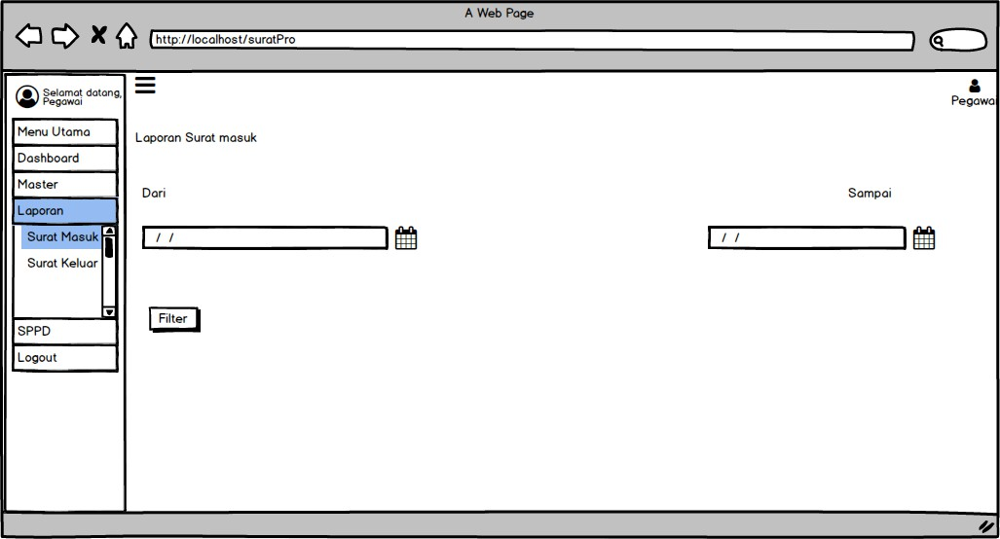 A Web Page
http://localhost/suratPro
Selamat datang,
Pegawai
Pegawai
Menu Utama
Dashboard
Master
Laporan
Surat Masuk
Surat Keluar
SPPD
Logout
Laporan Surat masuk
Dari
Sampai
/ /
/ /
Filter